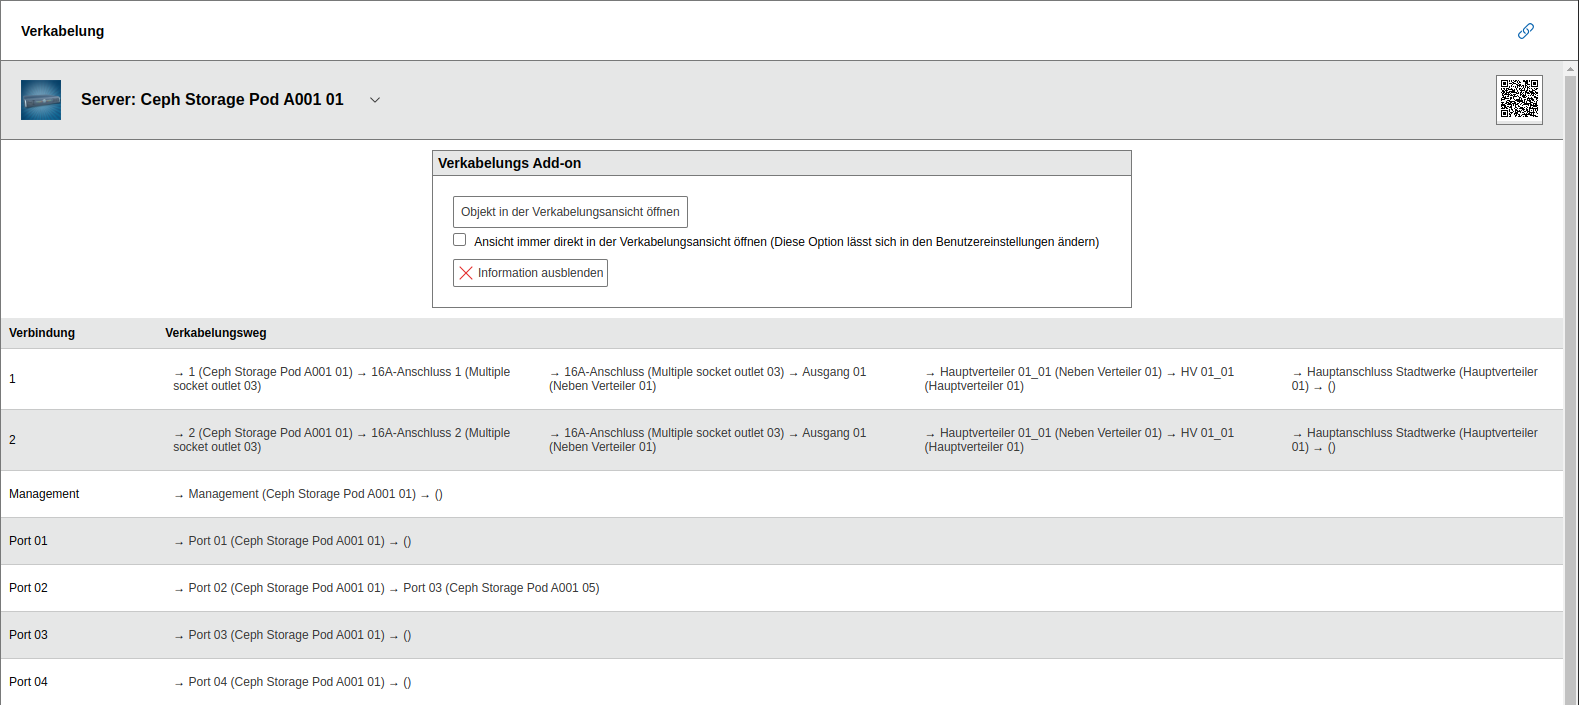 Verkabelung
Server: Ceph Storage Pod A001 01
Verkabelungs Add-on
Objekt in der Verkabelungsansicht öffnen
Ansicht immer direkt in der Verkabelungsansicht öffnen (Diese Option lässt sich in den Benutzereinstellungen ändern)
Information ausblenden
Verbindung Verkabelungsweg
1
→ 1 (Ceph Storage Pod A001 01) → 16A-Anschluss 1 (Multiple
socket outlet 03)
→ 16A-Anschluss (Multiple socket outlet 03) → Ausgang 01
(Neben Verteiler 01)
→ Hauptverteiler 01_01 (Neben Verteiler 01) → HV 01_01
(Hauptverteiler 01)
→ Hauptanschluss Stadtwerke (Hauptverteiler
01) → ()
2
→ 2 (Ceph Storage Pod A001 01) → 16A-Anschluss 2 (Multiple
socket outlet 03)
→ 16A-Anschluss (Multiple socket outlet 03) → Ausgang 01
(Neben Verteiler 01)
→ Hauptverteiler 01_01 (Neben Verteiler 01) → HV 01_01
(Hauptverteiler 01)
→ Hauptanschluss Stadtwerke (Hauptverteiler
01) → ()
Management → Management (Ceph Storage Pod A001 01) → ()
Port 01 → Port 01 (Ceph Storage Pod A001 01) → ()
Port 02 → Port 02 (Ceph Storage Pod A001 01) → Port 03 (Ceph Storage Pod A001 05)
Port 03 → Port 03 (Ceph Storage Pod A001 01) → ()
Port 04 → Port 04 (Ceph Storage Pod A001 01) → ()